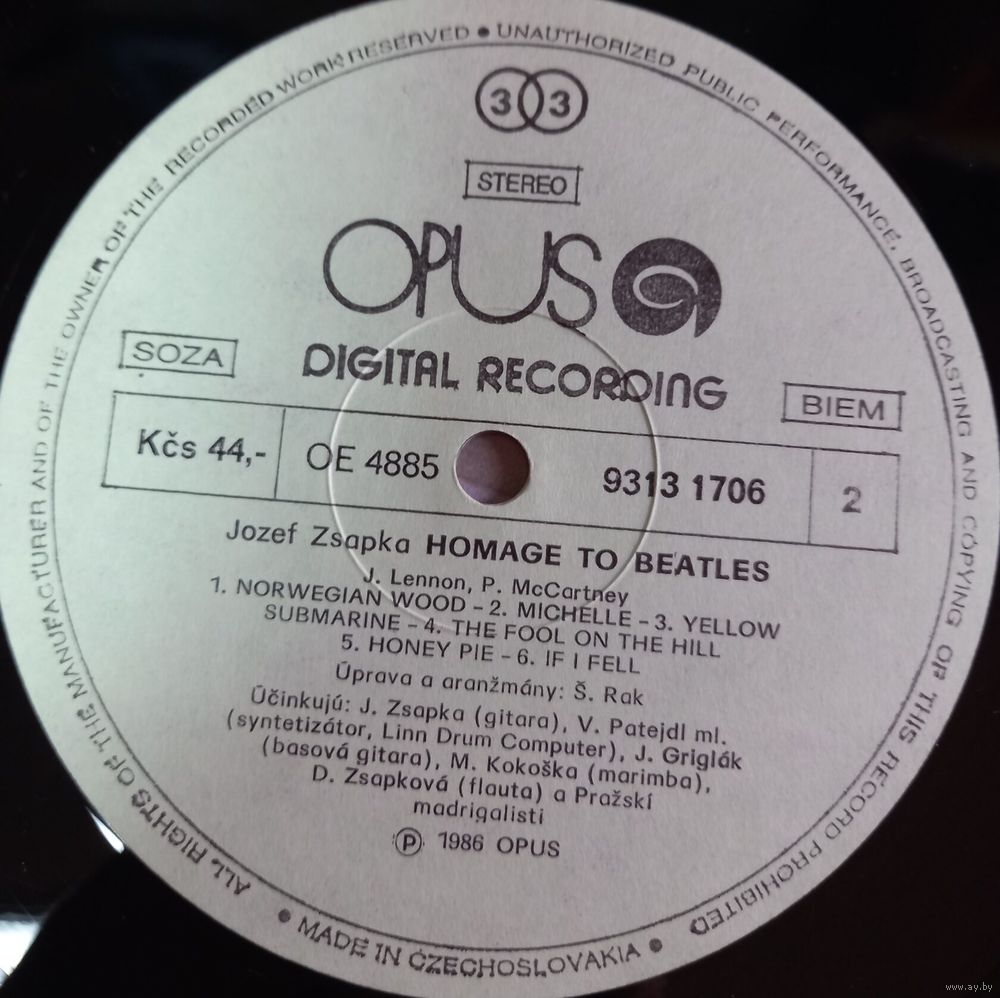 ALL RIGHTS OF THE MANUFACTURER AND OF THE OWNER OF THE RECORDED WORK RESERVED • UNAUTHORIZED PUBLIC PERFORMANCE, BROADCASTING AND COPYING OF THIS RECORD PROHIBITED
33
STEREO
OPUS
SOZA
DIGITAL RECORDING
BIEM
Kčs 44,- OE 4885 9313 1706 2
Jozef Zsapka HOMAGE TO BEATLES
J. Lennon, P. McCartney
1. NORWEGIAN WOOD – 2. MICHELLE – 3. YELLOW
SUBMARINE – 4. THE FOOL ON THE HILL
5. HONEY PIE – 6. IF I FELL
Úprava a aranžmány: Š. Rak
Účinkujú: J. Zsapka (gitara), V. Patejdl ml.
(syntetizátor, Linn Drum Computer), J. Griglák
(basová gitara), M. Kokoška (marimba),
D. Zsapková (flauta) a Pražskí
madrigalisti
Ⓟ 1986 OPUS
• MADE IN CZECHOSLOVAKIA •
www.ay.by